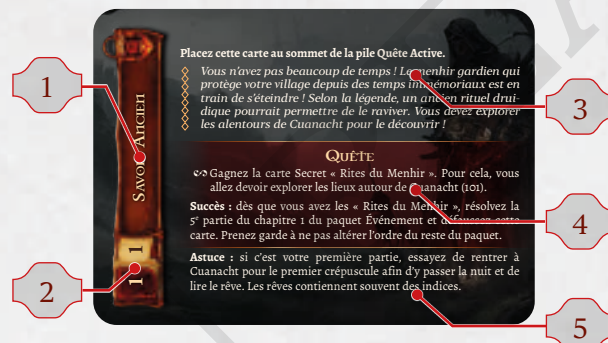 Placez cette carte au sommet de la pile Quête Active.
Vous n'avez pas beaucoup de temps ! Le menhir gardien qui
protège votre village depuis des temps immémoriaux est en
train de s'éteindre ! Selon la légende, un ancien rituel drui-
dique pourrait permettre de le raviver. Vous devez explorer
les alentours de Cuanacht pour le découvrir !
Quête
Gagnez la carte Secret « Rites du Menhir ». Pour cela, vous
allez devoir explorer les lieux autour de Cuanacht (101).
Succès : dès que vous avez les « Rites du Menhir », résolvez la
5e partie du chapitre 1 du paquet Événement et défaussez cette
carte. Prenez garde à ne pas altérer l'ordre du reste du paquet.
Astuce : si c'est votre première partie, essayez de rentrer à
Cuanacht pour le premier crépuscule afin d'y passer la nuit et de
lire le rêve. Les rêves contiennent souvent des indices.
Savoir Ancien
1
1
1
2
3
4
5